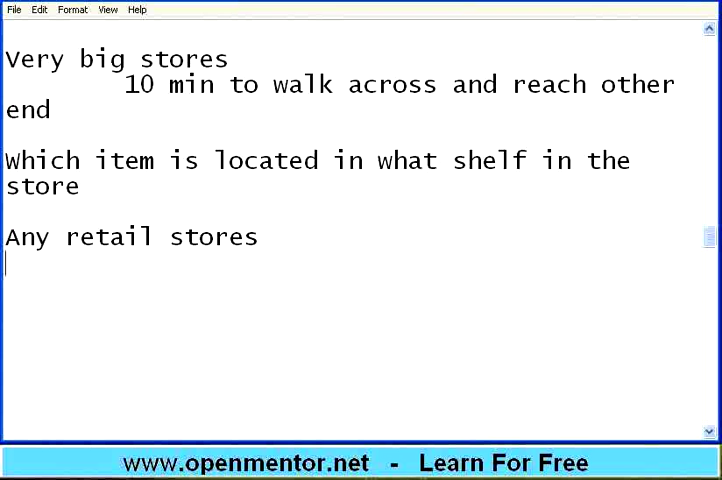 File Edit Format View Help
Very big stores
10 min to walk across and reach other
end
Which item is located in what shelf in the
store
Any retail stores
www.openmentor.net - Learn For Free